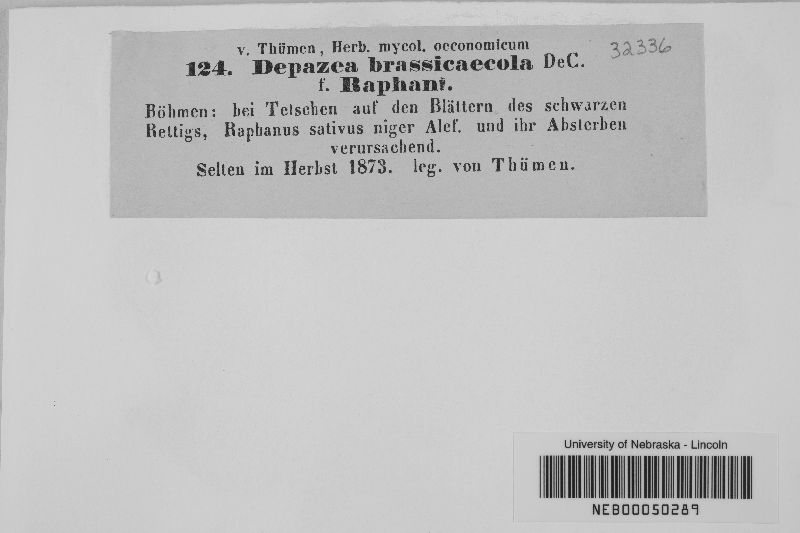 v. Thümen, Herb. mycol. oeconomicum
32336
124. Depazea brassicaecola DeC.
f. Raphani.
Böhmen: bei Tetschen auf den Blättern des schwarzen
Rettigs, Raphanus sativus niger Alef. und ihr Absterben
verursachend.
Selten im Herbst 1873. leg. von Thümen.
University of Nebraska - Lincoln
NEB00050289